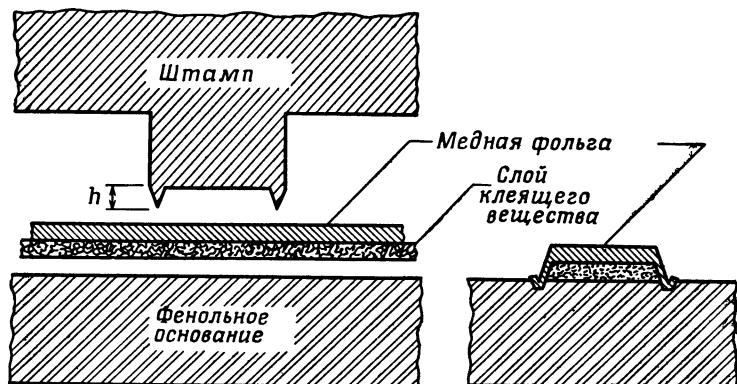 Штамп
Медная фольга
Слой
клеящего
вещества
h
Фенольное
основание